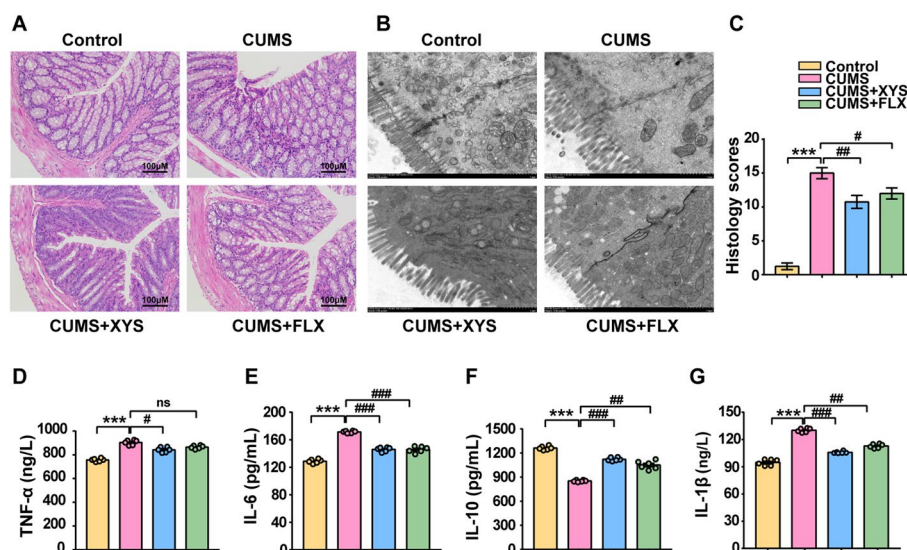 A
B
C
Control
CUMS
Control
CUMS
100μM
100μM
100μM
100μM
CUMS+XYS
CUMS+FLX
CUMS+XYS
CUMS+FLX
Control
CUMS
CUMS+XYS
CUMS+FLX
Histology scores
20
15
10
5
0
***
##
#
D
TNF-α (ng/L)
1000
800
600
400
200
0
***
#
ns
E
IL-6 (pg/mL)
200
160
120
80
40
0
***
###
###
F
IL-10 (pg/mL)
1500
1200
900
600
300
0
***
###
##
G
IL-1β (ng/L)
150
120
90
60
30
0
***
###
##